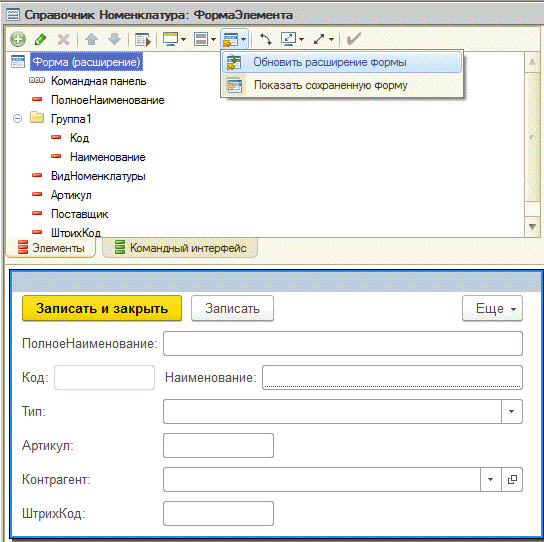 Справочник Номенклатура: ФормаЭлемента
Форма (расширение)
Обновить расширение формы
Показать сохраненную форму
Командная панель
ПолноеНаименование
Группа1
Код
Наименование
ВидНоменклатуры
Артикул
Поставщик
ШтрихКод
Элементы
Командный интерфейс
Записать и закрыть Записать Еще
ПолноеНаименование:
Код: Наименование:
Тип:
Артикул:
Контрагент:
ШтрихКод: